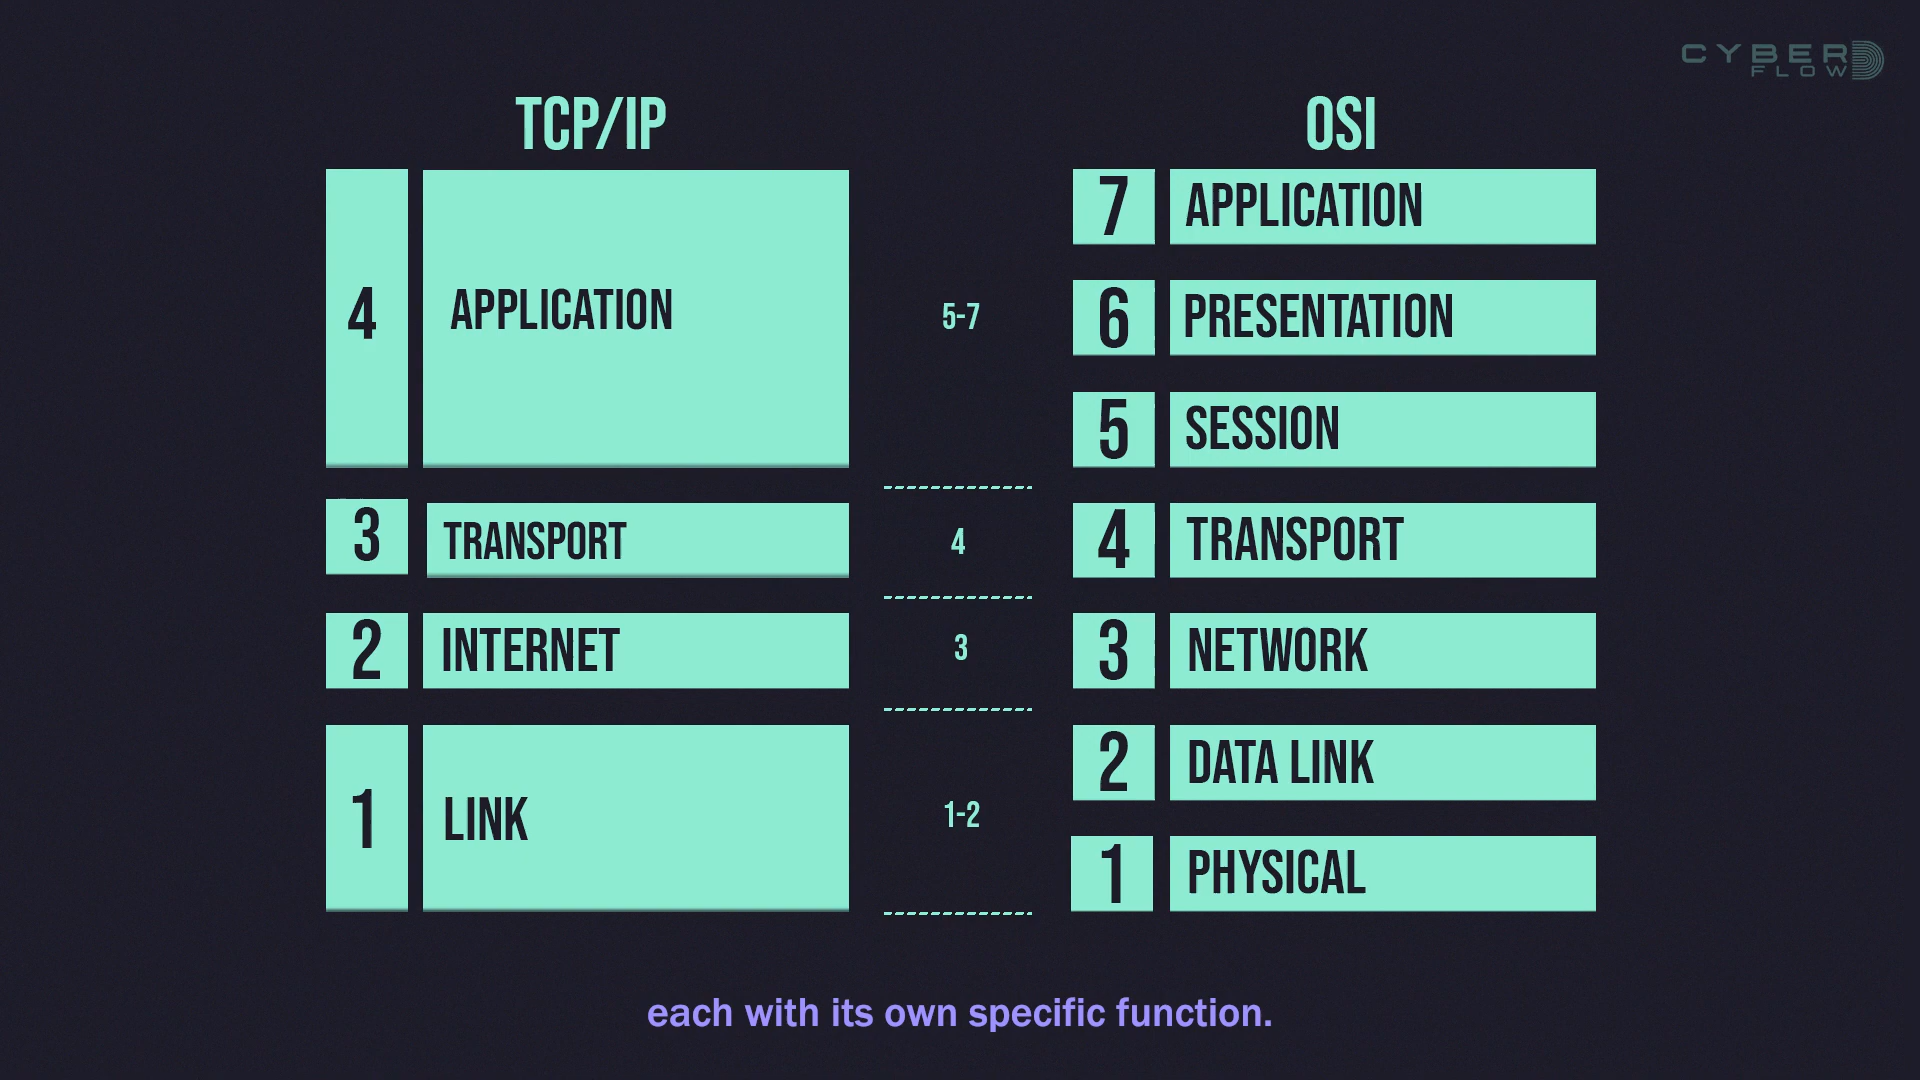 CYBER
FLOW
TCP/IP
4 APPLICATION
3 TRANSPORT
2 INTERNET
1 LINK
5-7
4
3
1-2
OSI
7 APPLICATION
6 PRESENTATION
5 SESSION
4 TRANSPORT
3 NETWORK
2 DATA LINK
1 PHYSICAL
each with its own specific function.